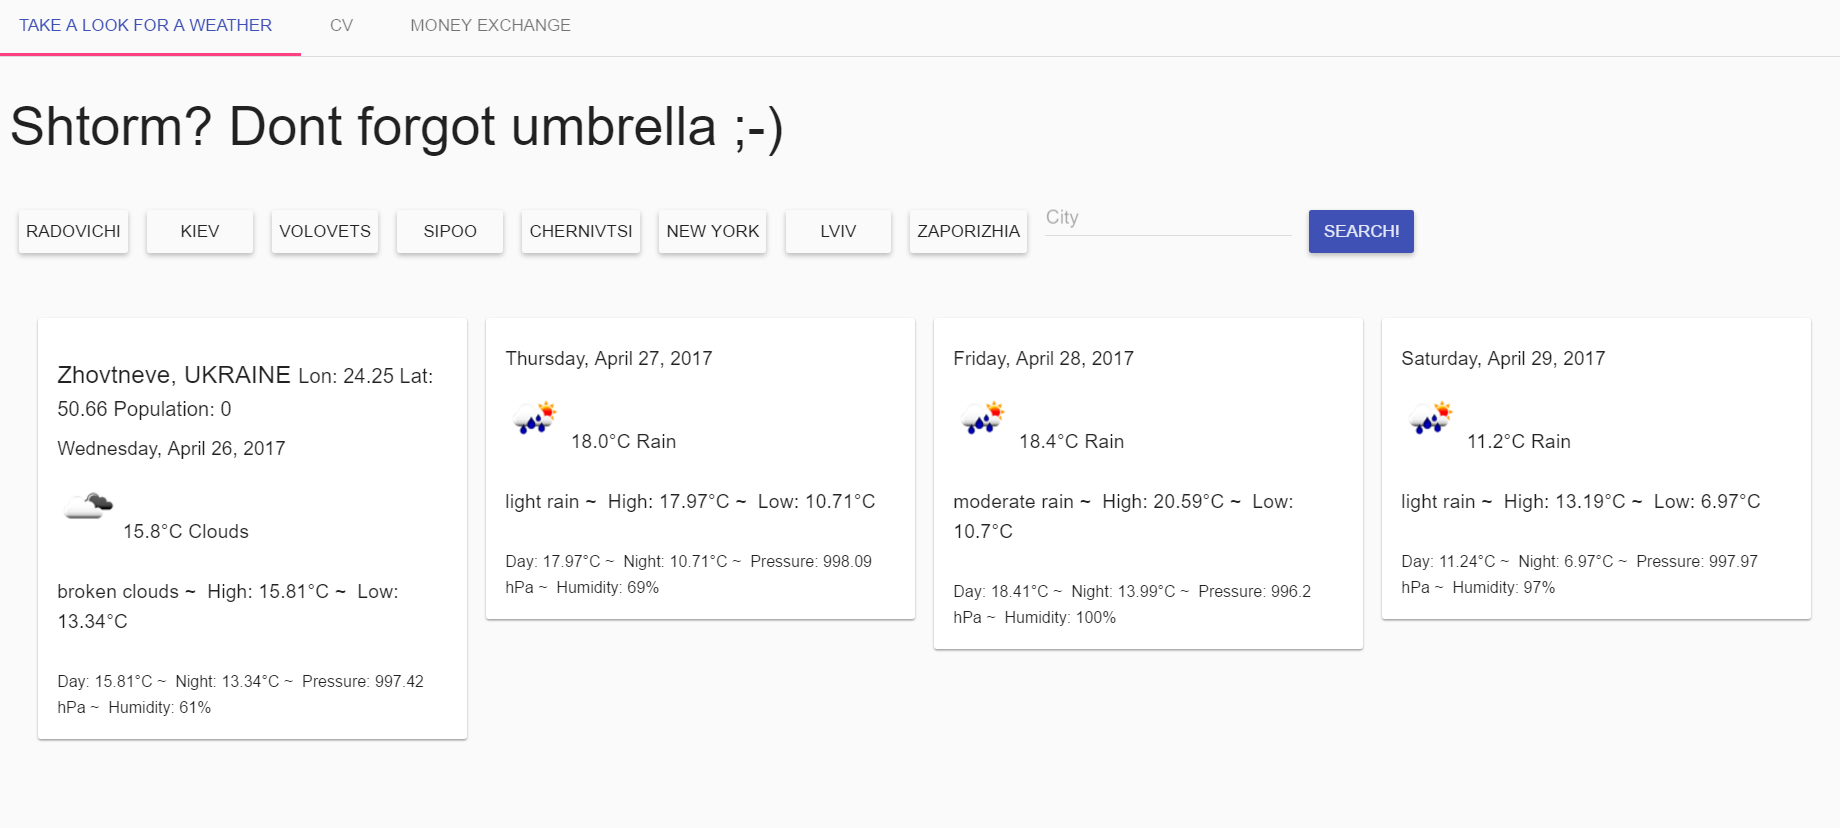 TAKE A LOOK FOR A WEATHER
CV
MONEY EXCHANGE
Shtorm? Dont forgot umbrella ;-)
RADOVICHI
KIEV
VOLOVETS
SIPOO
CHERNIVTSI
NEW YORK
LVIV
ZAPORIZHIA
City
SEARCH!
Zhovtneve, UKRAINE Lon: 24.25 Lat:
50.66 Population: 0
Wednesday, April 26, 2017
15.8°C Clouds
broken clouds ~ High: 15.81°C ~ Low:
13.34°C
Day: 15.81°C ~ Night: 13.34°C ~ Pressure: 997.42
hPa ~ Humidity: 61%
Thursday, April 27, 2017
18.0°C Rain
light rain ~ High: 17.97°C ~ Low: 10.71°C
Day: 17.97°C ~ Night: 10.71°C ~ Pressure: 998.09
hPa ~ Humidity: 69%
Friday, April 28, 2017
18.4°C Rain
moderate rain ~ High: 20.59°C ~ Low:
10.7°C
Day: 18.41°C ~ Night: 13.99°C ~ Pressure: 996.2
hPa ~ Humidity: 100%
Saturday, April 29, 2017
11.2°C Rain
light rain ~ High: 13.19°C ~ Low: 6.97°C
Day: 11.24°C ~ Night: 6.97°C ~ Pressure: 997.97
hPa ~ Humidity: 97%